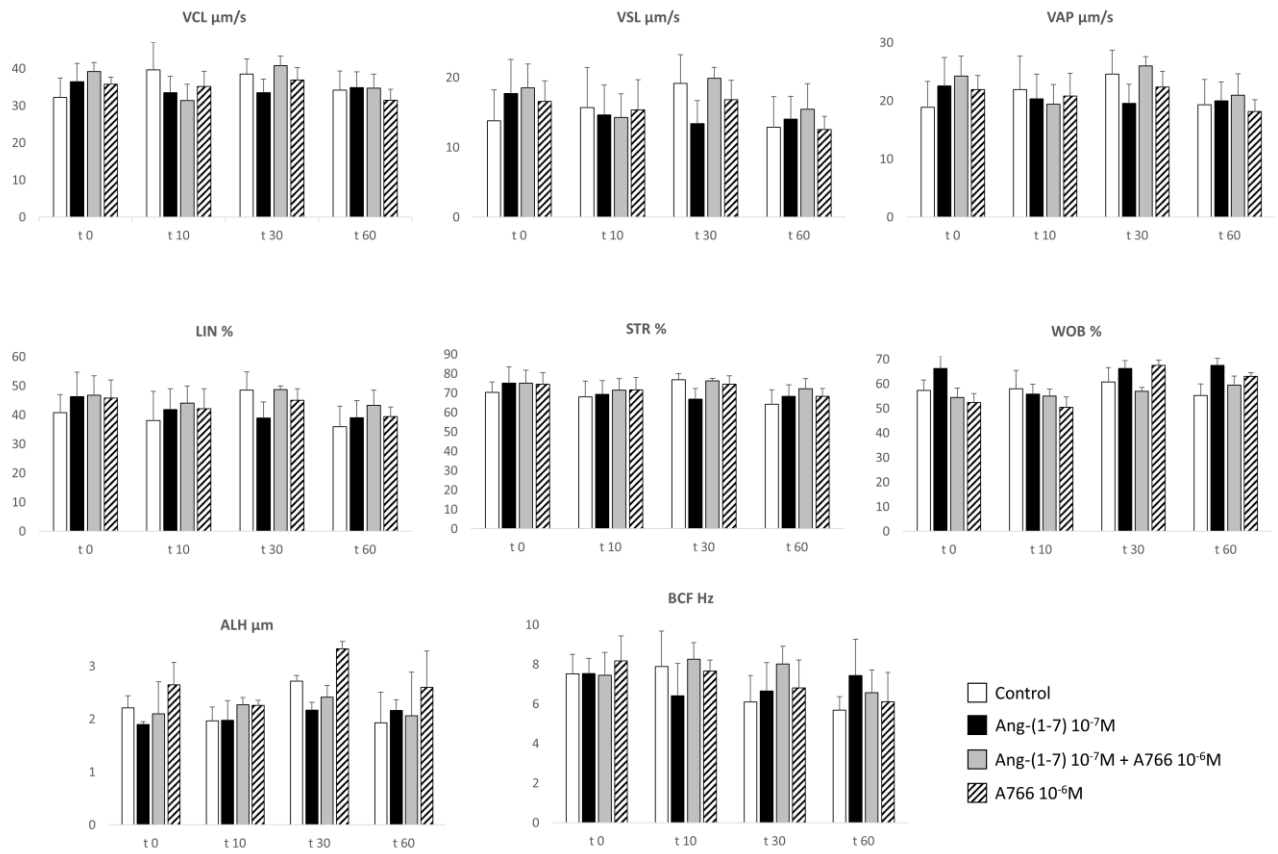 VCL µm/s
40
30
20
10
0
t 0 t 10 t 30 t 60
VSL µm/s
20
10
0
t 0 t 10 t 30 t 60
VAP µm/s
30
20
10
0
t 0 t 10 t 30 t 60
LIN %
60
50
40
30
20
10
0
t 0 t 10 t 30 t 60
STR %
90
80
70
60
50
40
30
20
10
0
t 0 t 10 t 30 t 60
WOB %
70
60
50
40
30
20
10
0
t 0 t 10 t 30 t 60
ALH µm
3
2
1
0
t 0 t 10 t 30 t 60
BCF Hz
10
8
6
4
2
0
t 0 t 10 t 30 t 60
Control
Ang-(1-7) 10⁻⁷M
Ang-(1-7) 10⁻⁷M + A766 10⁻⁶M
A766 10⁻⁶M